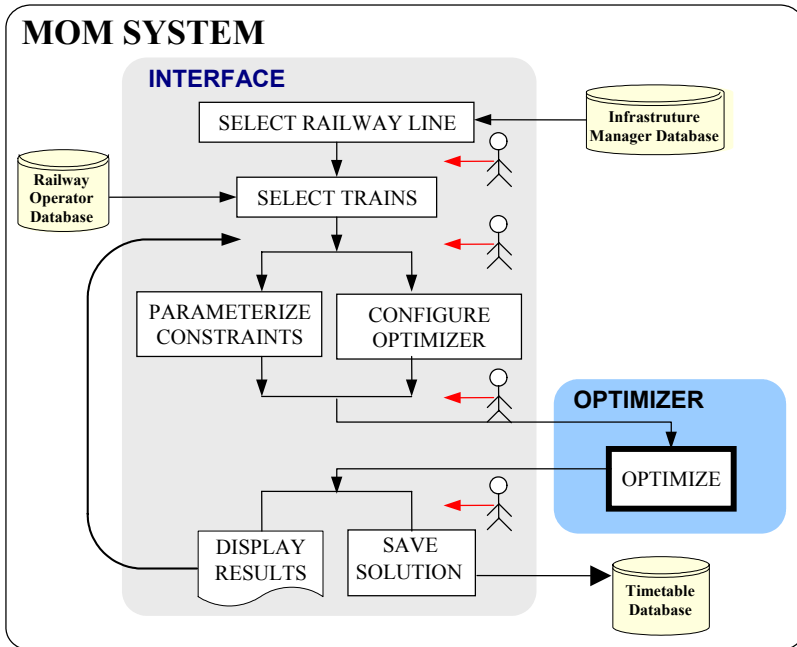 MOM SYSTEM
INTERFACE
SELECT RAILWAY LINE
Infrastruture
Manager Database
Railway
Operator
Database
SELECT TRAINS
PARAMETERIZE
CONSTRAINTS
CONFIGURE
OPTIMIZER
OPTIMIZER
OPTIMIZE
DISPLAY
RESULTS
SAVE
SOLUTION
Timetable
Database